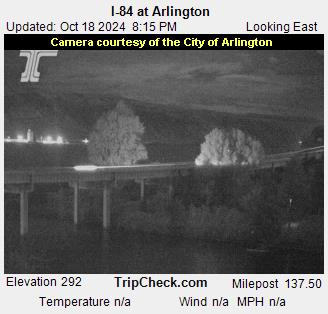 I-84 at Arlington
Updated: Oct 18 2024 8:15 PM Looking East
Camera courtesy of the City of Arlington
Elevation 292 TripCheck.com Milepost 137.50
Temperature n/a Wind n/a MPH n/a